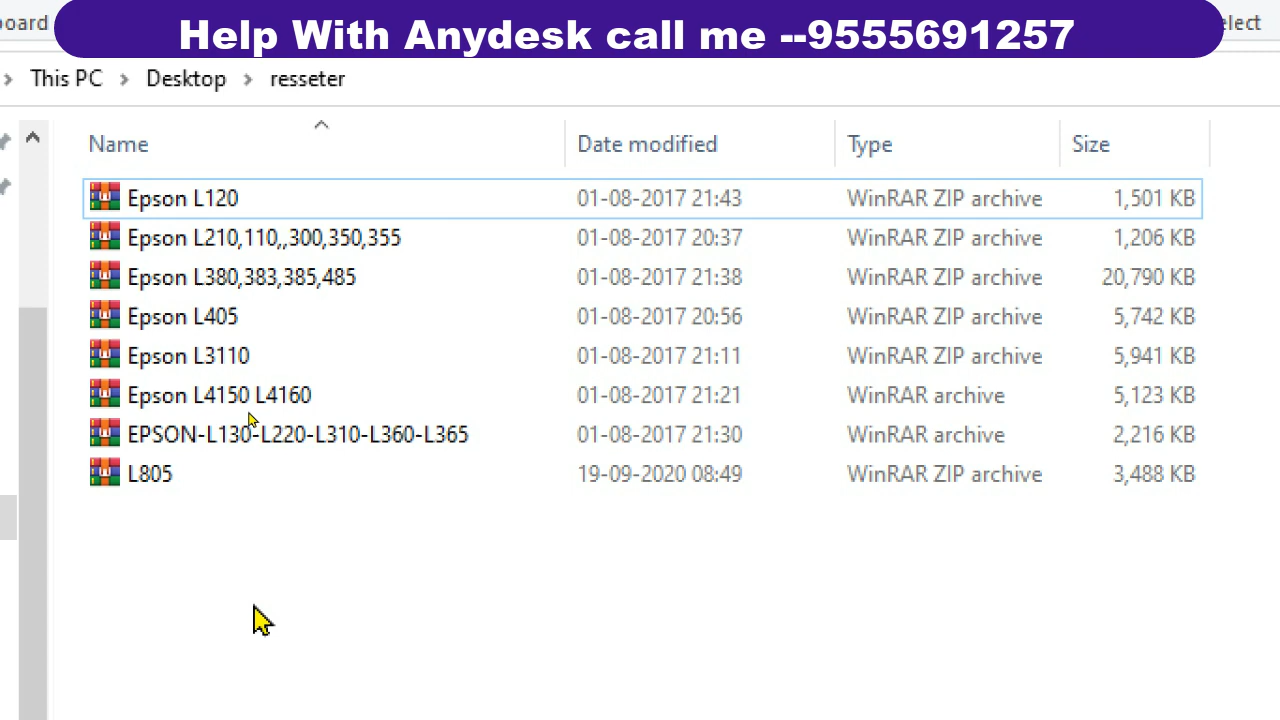 Help With Anydesk call me --9555691257
oard
elect
This PC > Desktop > resseter
Name Date modified Type Size
Epson L120 01-08-2017 21:43 WinRAR ZIP archive 1,501 KB
Epson L210,110,,300,350,355 01-08-2017 20:37 WinRAR ZIP archive 1,206 KB
Epson L380,383,385,485 01-08-2017 21:38 WinRAR ZIP archive 20,790 KB
Epson L405 01-08-2017 20:56 WinRAR ZIP archive 5,742 KB
Epson L3110 01-08-2017 21:11 WinRAR ZIP archive 5,941 KB
Epson L4150 L4160 01-08-2017 21:21 WinRAR archive 5,123 KB
EPSON-L130-L220-L310-L360-L365 01-08-2017 21:30 WinRAR archive 2,216 KB
L805 19-09-2020 08:49 WinRAR ZIP archive 3,488 KB